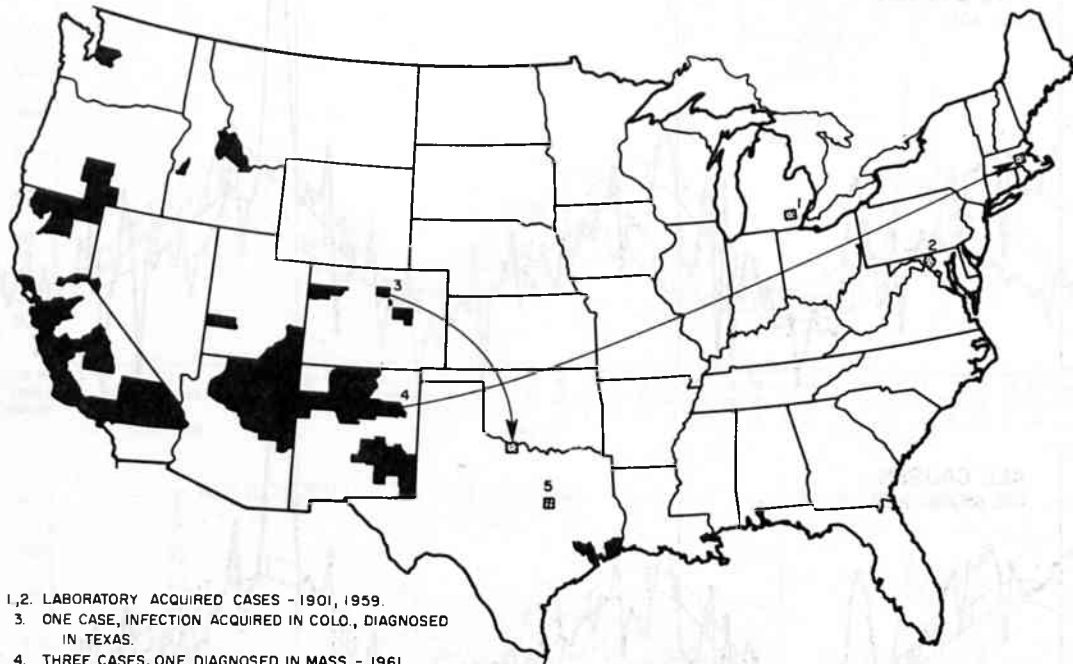 3
4
1
2
5
1,2. LABORATORY ACQUIRED CASES - 1901, 1959.
3. ONE CASE, INFECTION ACQUIRED IN COLO., DIAGNOSED
IN TEXAS.
4. THREE CASES, ONE DIAGNOSED IN MASS. - 1961